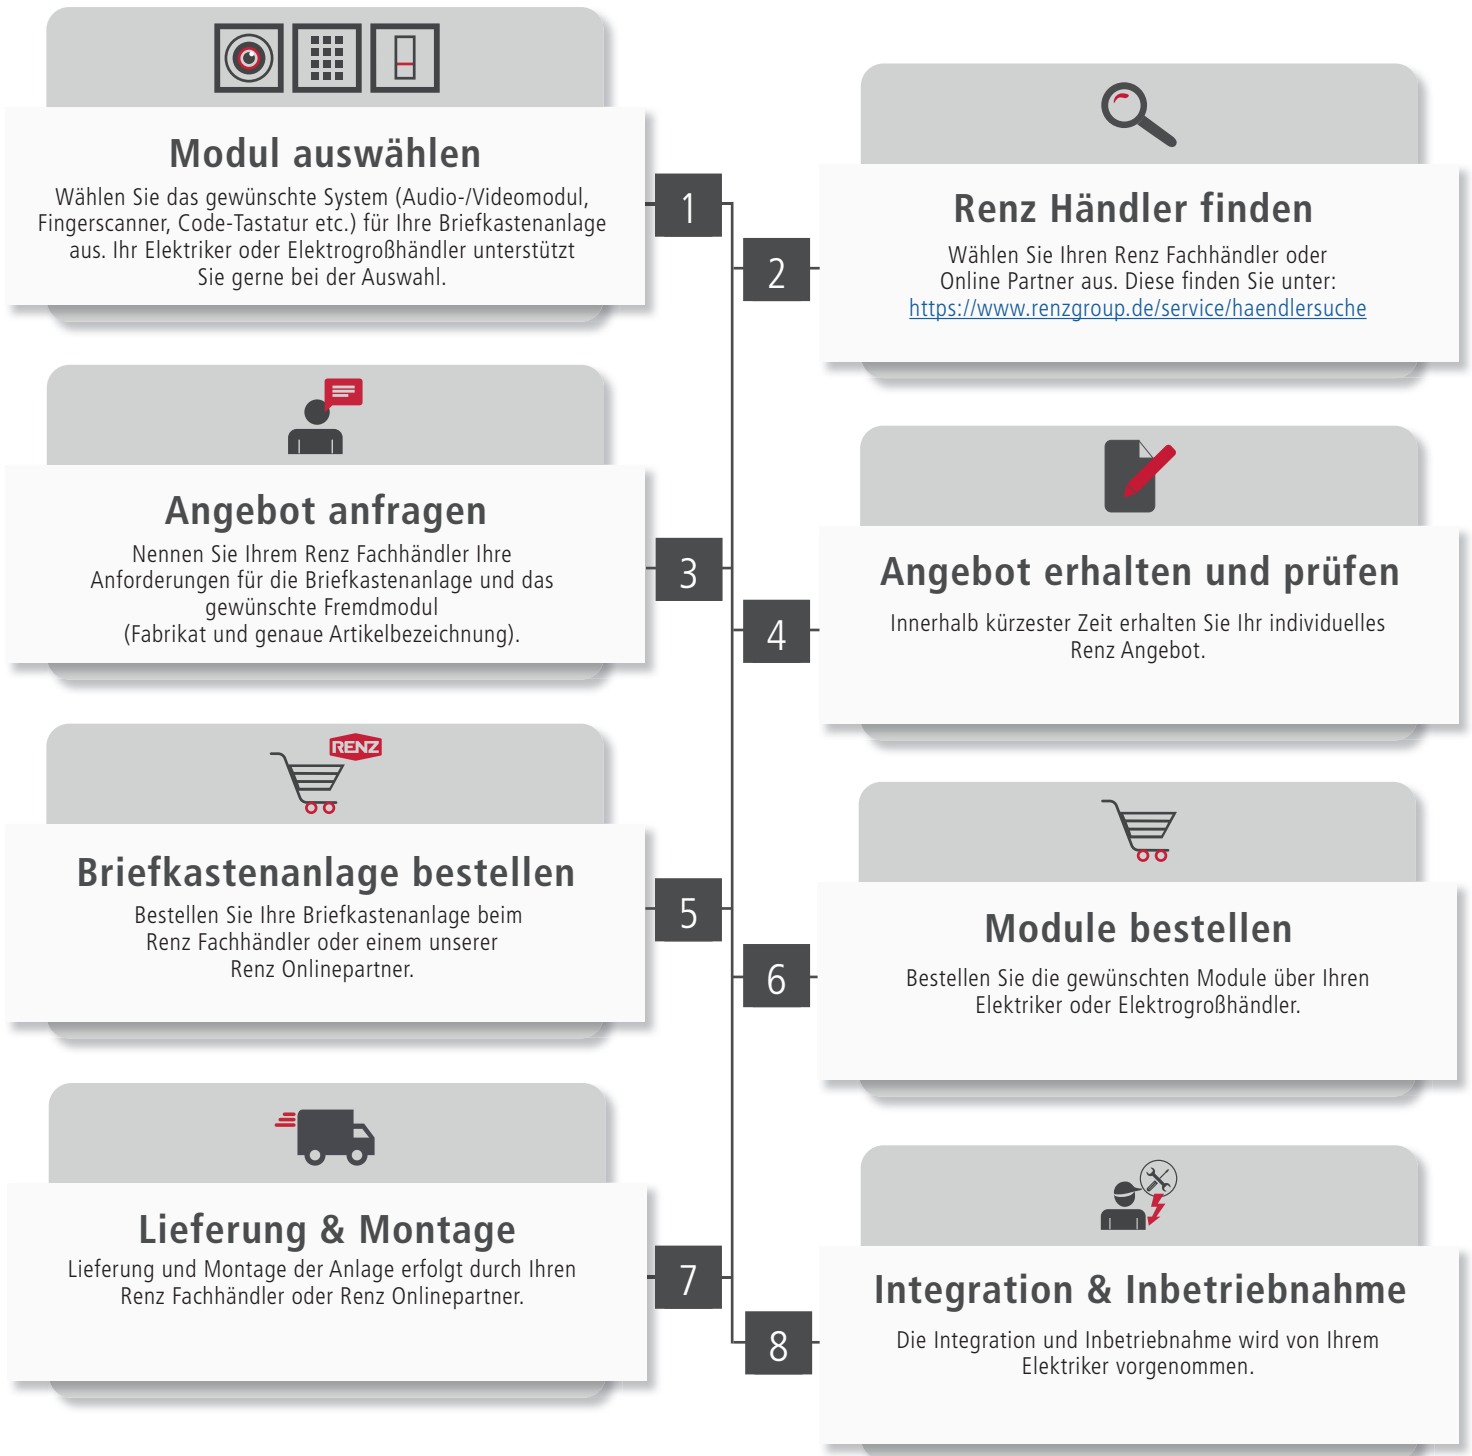 Modul auswählen
Wählen Sie das gewünschte System (Audio-/Videomodul,
Fingerscanner, Code-Tastatur etc.) für Ihre Briefkastenanlage
aus. Ihr Elektriker oder Elektrogroßhändler unterstützt
Sie gerne bei der Auswahl.
1
Renz Händler finden
Wählen Sie Ihren Renz Fachhändler oder
Online Partner aus. Diese finden Sie unter:
https://www.renzgroup.de/service/haendlersuche
2
Angebot anfragen
Nennen Sie Ihrem Renz Fachhändler Ihre
Anforderungen für die Briefkastenanlage und das
gewünschte Fremdmodul
(Fabrikat und genaue Artikelbezeichnung).
3
Angebot erhalten und prüfen
Innerhalb kürzester Zeit erhalten Sie Ihr individuelles
Renz Angebot.
4
RENZ
Briefkastenanlage bestellen
Bestellen Sie Ihre Briefkastenanlage beim
Renz Fachhändler oder einem unserer
Renz Onlinepartner.
5
Module bestellen
Bestellen Sie die gewünschten Module über Ihren
Elektriker oder Elektrogroßhändler.
6
Lieferung & Montage
Lieferung und Montage der Anlage erfolgt durch Ihren
Renz Fachhändler oder Renz Onlinepartner.
7
Integration & Inbetriebnahme
Die Integration und Inbetriebnahme wird von Ihrem
Elektriker vorgenommen.
8